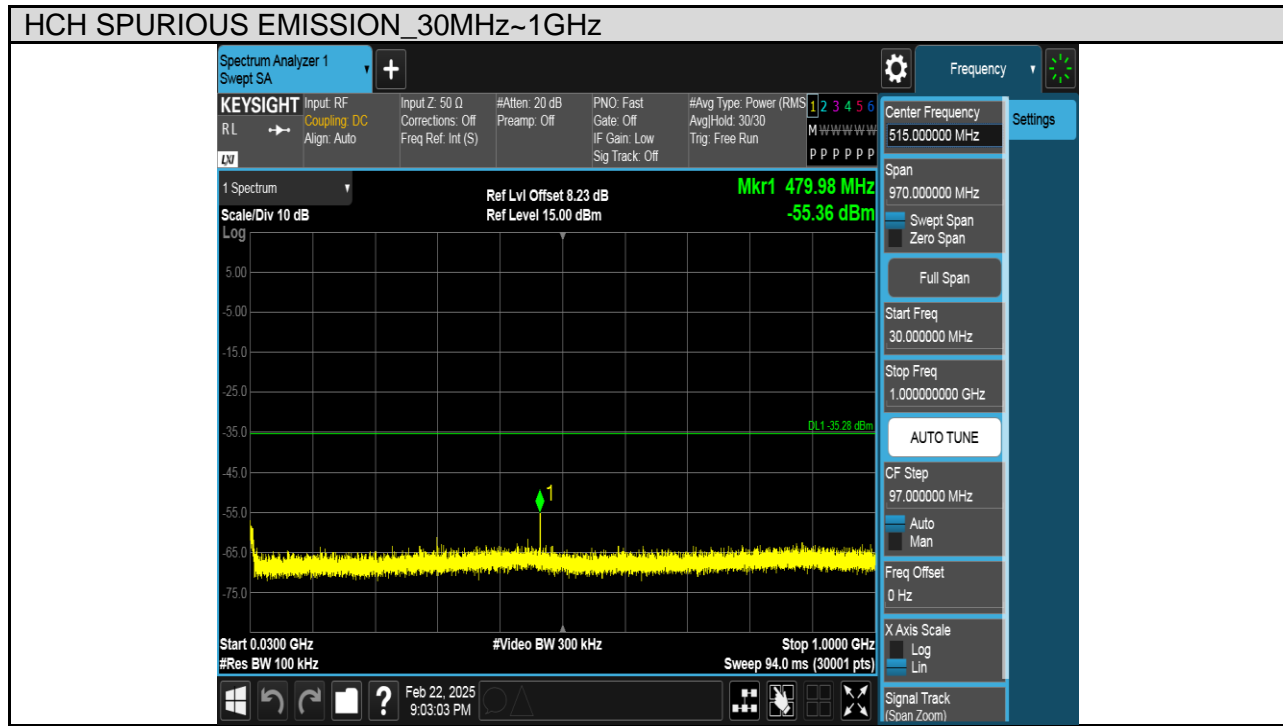 HCH SPURIOUS EMISSION_30MHz~1GHz
Spectrum Analyzer 1
Swept SA
+
Frequency
KEYSIGHT
RL
LXI
Input: RF
Coupling: DC
Align: Auto
Input Z: 50 Ω
Corrections: Off
Freq Ref: Int (S)
#Atten: 20 dB
Preamp: Off
PNO: Fast
Gate: Off
IF Gain: Low
Sig Track: Off
#Avg Type: Power (RMS
Avg|Hold: 30/30
Trig: Free Run
1 2 3 4 5 6
M W W W W W
P P P P P P
1 Spectrum
Scale/Div 10 dB
Log
Ref Lvl Offset 8.23 dB
Ref Level 15.00 dBm
Mkr1 479.98 MHz
-55.36 dBm
5.00
-5.00
-15.0
-25.0
-35.0
-45.0
-55.0
-65.0
-75.0
DL1 -35.28 dBm
1
Start 0.0300 GHz
#Res BW 100 kHz
#Video BW 300 kHz
Stop 1.0000 GHz
Sweep 94.0 ms (30001 pts)
?
Feb 22, 2025
9:03:03 PM
Center Frequency
515.000000 MHz
Settings
Span
970.000000 MHz
Swept Span
Zero Span
Full Span
Start Freq
30.000000 MHz
Stop Freq
1.000000000 GHz
AUTO TUNE
CF Step
97.000000 MHz
Auto
Man
Freq Offset
0 Hz
X Axis Scale
Log
Lin
Signal Track
(Span Zoom)